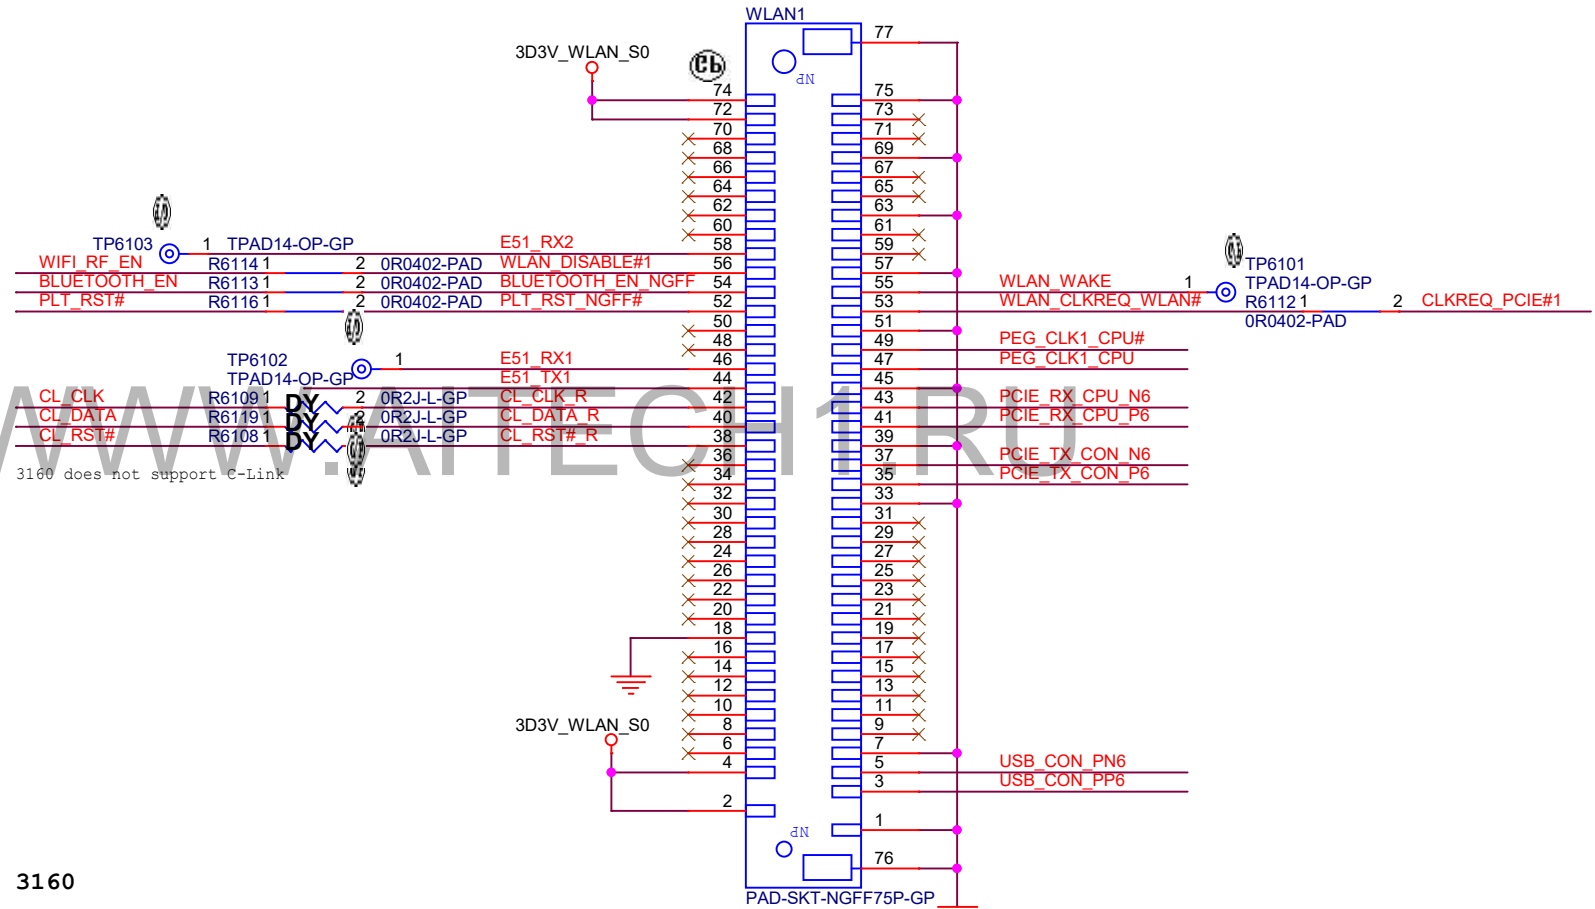 WLAN1
77
3D3V_WLAN_S0
NP
74 75
72 73
70 71
68 69
66 67
64 65
62 63
60 61
TP6103 1 TPAD14-OP-GP E51_RX2 58 59
WIFI_RF_EN R6114 1 2 0R0402-PAD WLAN_DISABLE#1 56 57 TP6101
BLUETOOTH_EN R6113 1 2 0R0402-PAD BLUETOOTH_EN_NGFF 54 55 WLAN_WAKE 1 TPAD14-OP-GP
PLT_RST# R6116 1 2 0R0402-PAD PLT_RST_NGFF# 52 53 WLAN_CLKREQ_WLAN# R6112 1 2 CLKREQ_PCIE#1
0R0402-PAD
50 51
48 49 PEG_CLK1_CPU#
TP6102 1 E51_RX1 46 47 PEG_CLK1_CPU
TPAD14-OP-GP E51_TX1 44 45
CL_CLK R6109 1 DY 2 0R2J-L-GP CL_CLK_R 42 43 PCIE_RX_CPU_N6
CL_DATA R6119 1 DY 2 0R2J-L-GP CL_DATA_R 40 41 PCIE_RX_CPU_P6
CL_RST# R6108 1 DY 2 0R2J-L-GP CL_RST#_R 38 39
WWW.AITECH1.RU
3160 does not support C-Link
36 37 PCIE_TX_CON_N6
34 35 PCIE_TX_CON_P6
32 33
30 31
28 29
24 27
26 25
22 23
20 21
18 19
16 17
14 15
12 13
10 11
3D3V_WLAN_S0
8 9
6 7
4 5 USB_CON_PN6
3 USB_CON_PP6
2
1
NP
76
3160
PAD-SKT-NGFF75P-GP